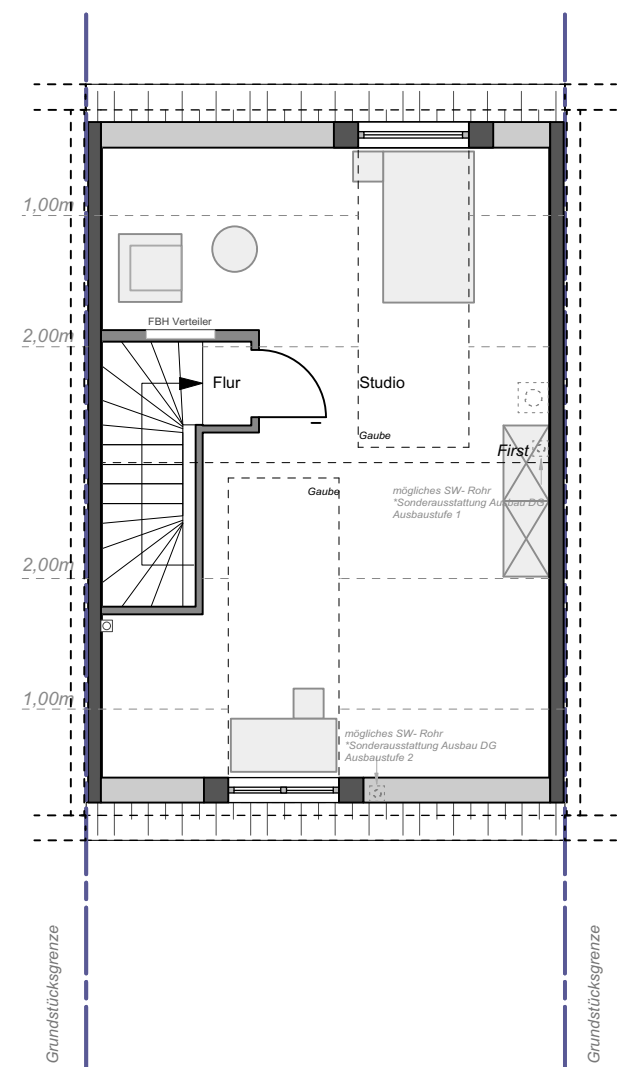 1,00m
FBH Verteiler
2,00m
Flur
Studio
Gaube
First
Gaube
mögliches SW- Rohr
*Sonderausstattung Ausbau DG
Ausbaustufe 1
2,00m
1,00m
mögliches SW- Rohr
*Sonderausstattung Ausbau DG
Ausbaustufe 2
Grundstücksgrenze
Grundstücksgrenze